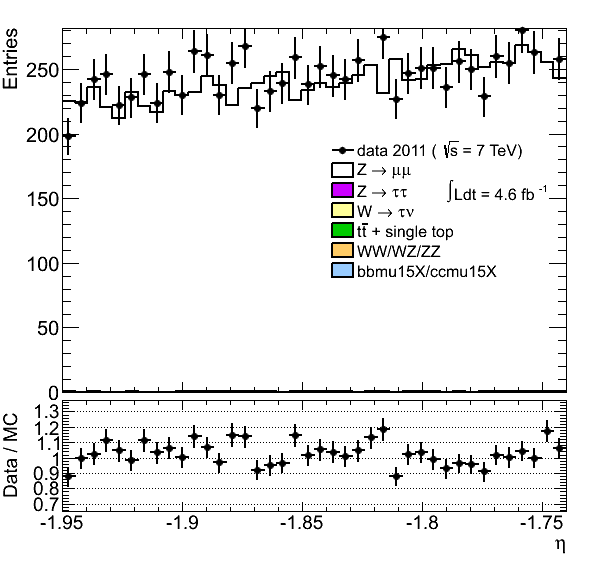 Entries
250
200
150
100
50
0
data 2011 ( √s = 7 TeV)
Z → μμ
Z → ττ
∫Ldt = 4.6 fb⁻¹
W → τν
tt̄ + single top
WW/WZ/ZZ
bbmu15X/ccmu15X
Data / MC
1.3
1.2
1.1
1
0.9
0.8
0.7
-1.95 -1.9 -1.85 -1.8 -1.75
η